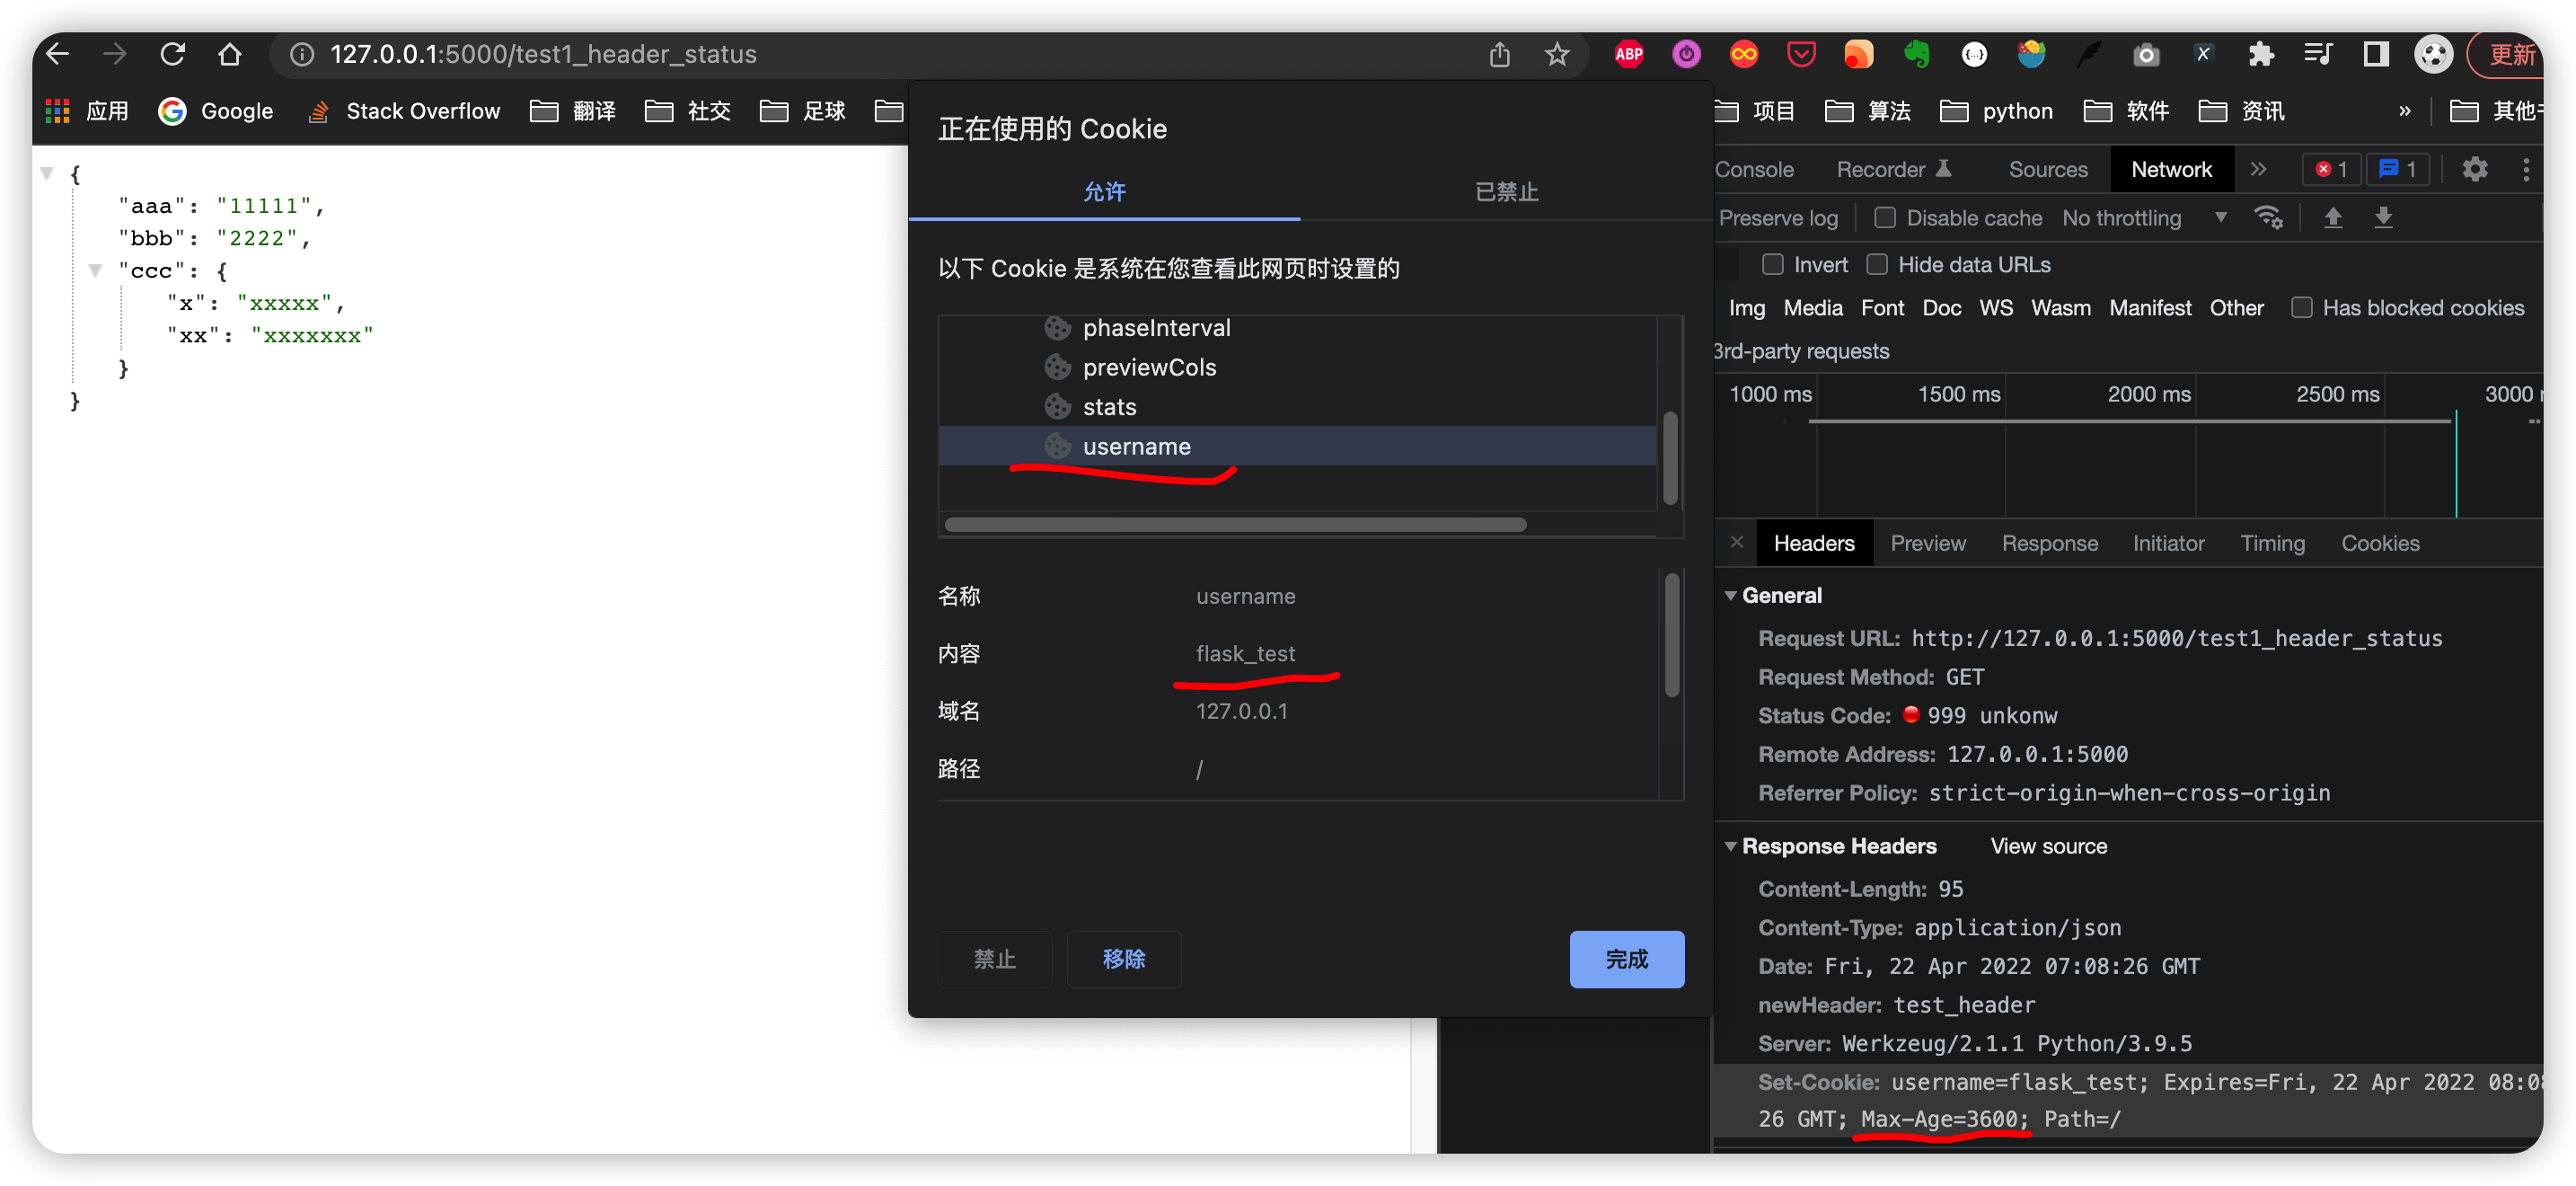 127.0.0.1:5000/test1_header_status
ABP
更新
应用
Google
Stack Overflow
翻译
社交
足球
项目
算法
python
软件
资讯
»
{
"aaa": "11111",
"bbb": "2222",
"ccc": {
"x": "xxxxx",
"xx": "xxxxxxx"
}
}
正在使用的 Cookie
允许
已禁止
以下 Cookie 是系统在您查看此网页时设置的
phaseInterval
previewCols
stats
username
名称 username
内容 flask_test
域名 127.0.0.1
路径 /
禁止
移除
完成
Console
Recorder
Sources
Network
1
1
Preserve log
Disable cache
No throttling
Invert
Hide data URLs
Img Media Font Doc WS Wasm Manifest Other
Has blocked cookies
3rd-party requests
1000 ms
1500 ms
2000 ms
2500 ms
3000
Headers
Preview
Response
Initiator
Timing
Cookies
General
Request URL: http://127.0.0.1:5000/test1_header_status
Request Method: GET
Status Code: 999 unkonw
Remote Address: 127.0.0.1:5000
Referrer Policy: strict-origin-when-cross-origin
Response Headers
View source
Content-Length: 95
Content-Type: application/json
Date: Fri, 22 Apr 2022 07:08:26 GMT
newHeader: test_header
Server: Werkzeug/2.1.1 Python/3.9.5
Set-Cookie: username=flask_test; Expires=Fri, 22 Apr 2022 08:08
26 GMT; Max-Age=3600; Path=/